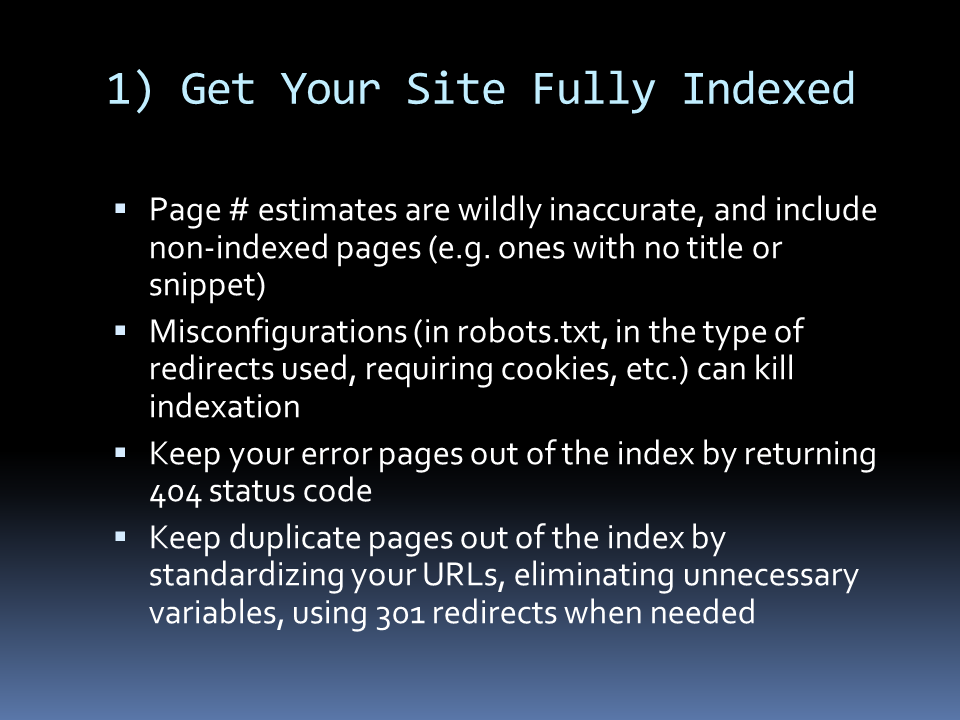 1) Get Your Site Fully Indexed
▪ Page # estimates are wildly inaccurate, and include
non-indexed pages (e.g. ones with no title or
snippet)
▪ Misconfigurations (in robots.txt, in the type of
redirects used, requiring cookies, etc.) can kill
indexation
▪ Keep your error pages out of the index by returning
404 status code
▪ Keep duplicate pages out of the index by
standardizing your URLs, eliminating unnecessary
variables, using 301 redirects when needed